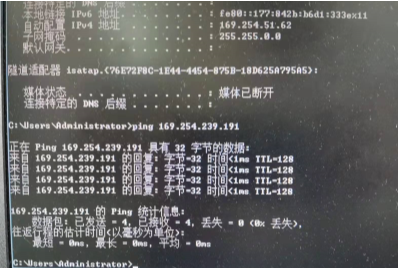 连接特定的 DNS 后缀 . . . . . . . :
本地链接 IPv6 地址. . . . . . . . : fe80::177:842b:b6d1:333e%11
自动配置 IPv4 地址 . . . . . . . : 169.254.51.62
子网掩码 . . . . . . . . . . . . : 255.255.0.0
默认网关. . . . . . . . . . . . . :
隧道适配器 isatap.{76E72F8C-1E44-4454-875B-18D625A795A5}:
媒体状态 . . . . . . . . . . . . : 媒体已断开
连接特定的 DNS 后缀 . . . . . . . :
C:\Users\Administrator>ping 169.254.239.191
正在 Ping 169.254.239.191 具有 32 字节的数据:
来自 169.254.239.191 的回复: 字节=32 时间<1ms TTL=128
来自 169.254.239.191 的回复: 字节=32 时间<1ms TTL=128
来自 169.254.239.191 的回复: 字节=32 时间<1ms TTL=128
来自 169.254.239.191 的回复: 字节=32 时间<1ms TTL=128
169.254.239.191 的 Ping 统计信息:
数据包: 已发送 = 4, 已接收 = 4, 丢失 = 0 (0% 丢失),
往返行程的估计时间(以毫秒为单位):
最短 = 0ms, 最长 = 0ms, 平均 = 0ms
C:\Users\Administrator>_